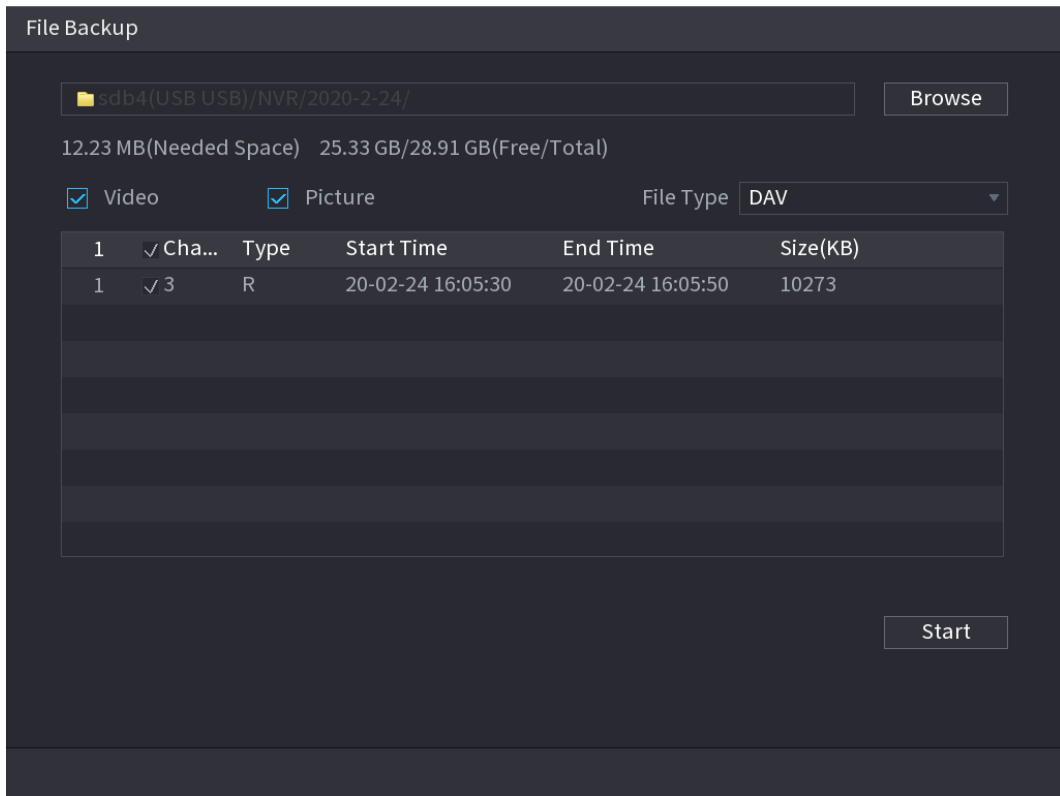 File Backup
sdb4(USB USB)/NVR/2020-2-24/ Browse
12.23 MB(Needed Space) 25.33 GB/28.91 GB(Free/Total)
Video Picture File Type DAV
1 Cha... Type Start Time End Time Size(KB)
1 3 R 20-02-24 16:05:30 20-02-24 16:05:50 10273
Start